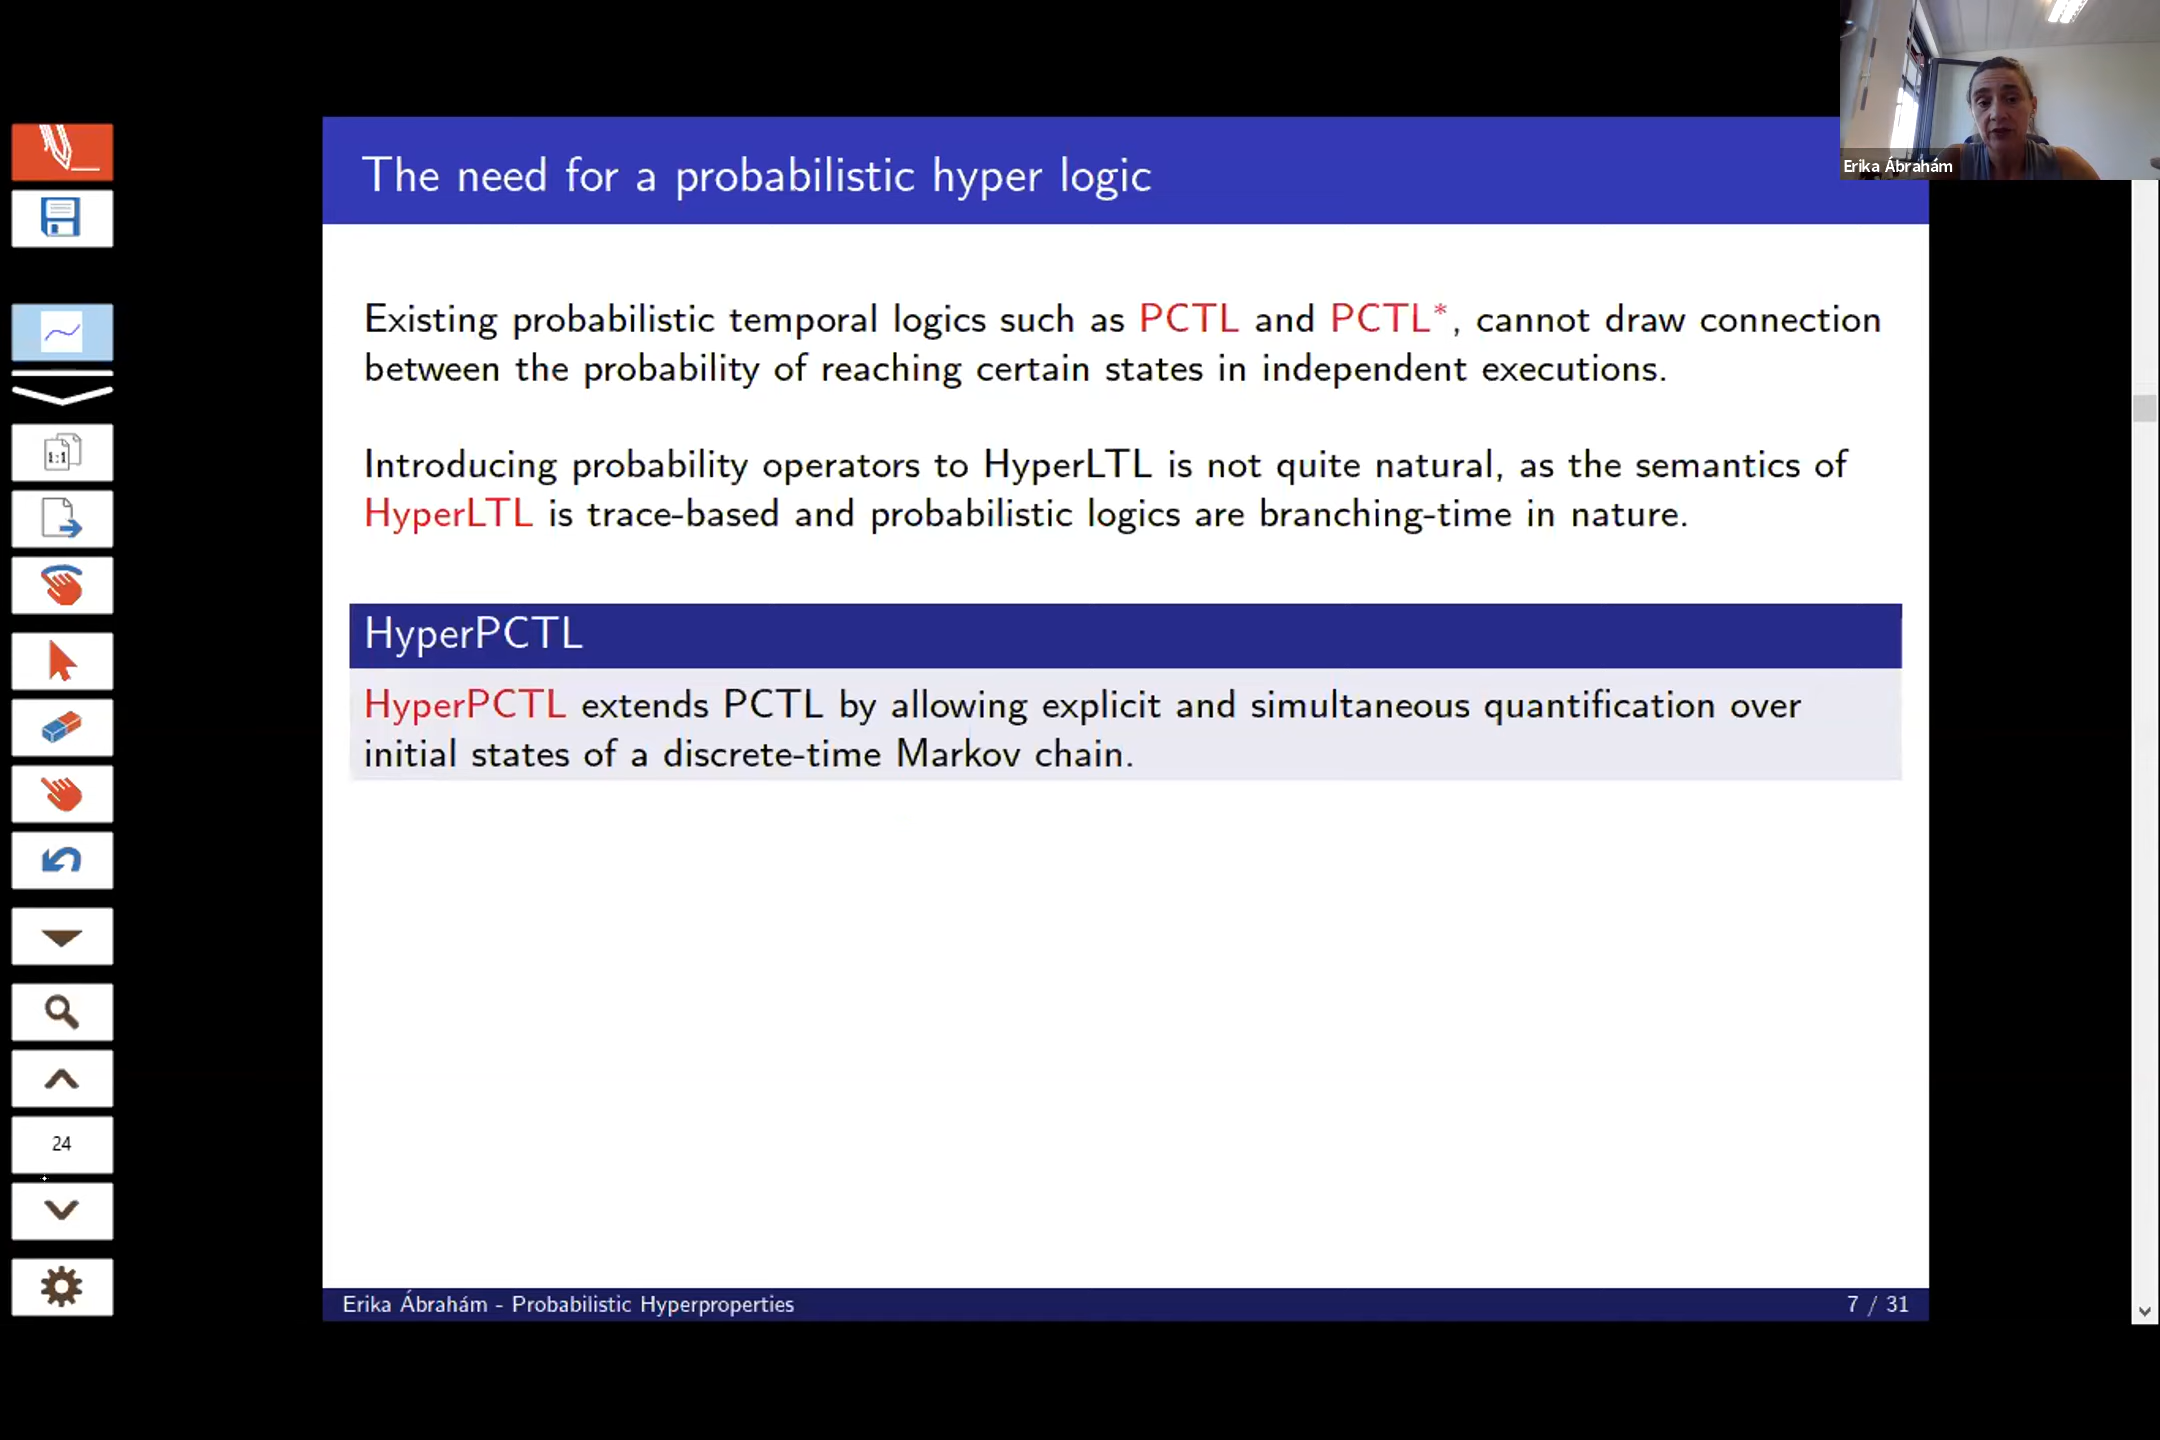 Erika Ábrahám
The need for a probabilistic hyper logic
Existing probabilistic temporal logics such as PCTL and PCTL*, cannot draw connection
between the probability of reaching certain states in independent executions.
Introducing probability operators to HyperLTL is not quite natural, as the semantics of
HyperLTL is trace-based and probabilistic logics are branching-time in nature.
HyperPCTL
HyperPCTL extends PCTL by allowing explicit and simultaneous quantification over
initial states of a discrete-time Markov chain.
1:1
24
Erika Ábrahám - Probabilistic Hyperproperties
7 / 31